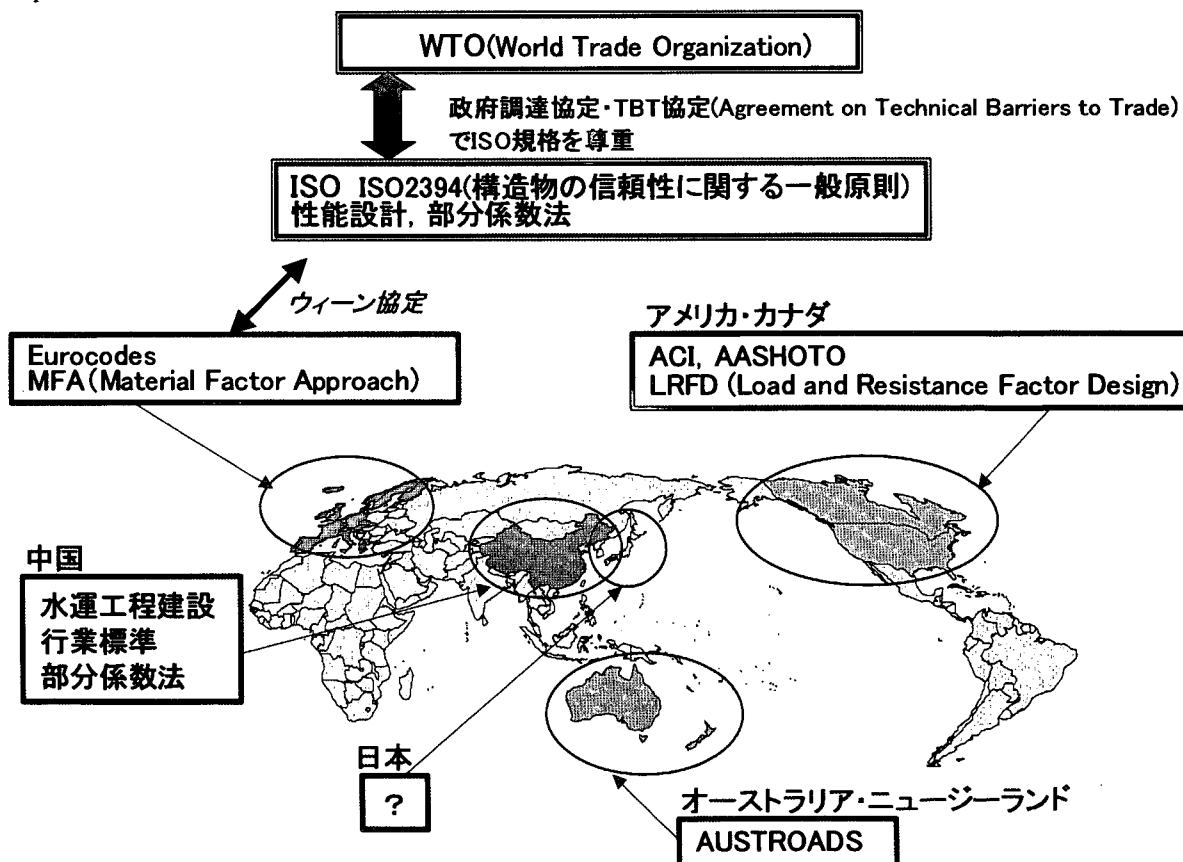 WTO(World Trade Organization)
政府調達協定・TBT協定(Agreement on Technical Barriers to Trade)
でISO規格を尊重
ISO ISO2394(構造物の信頼性に関する一般原則)
性能設計, 部分係数法
ウィーン協定
アメリカ・カナダ
Eurocodes
MFA(Material Factor Approach)
ACI, AASHOTO
LRFD (Load and Resistance Factor Design)
中国
水運工程建設
行業標準
部分係数法
日本
?
オーストラリア・ニュージーランド
AUSTROADS